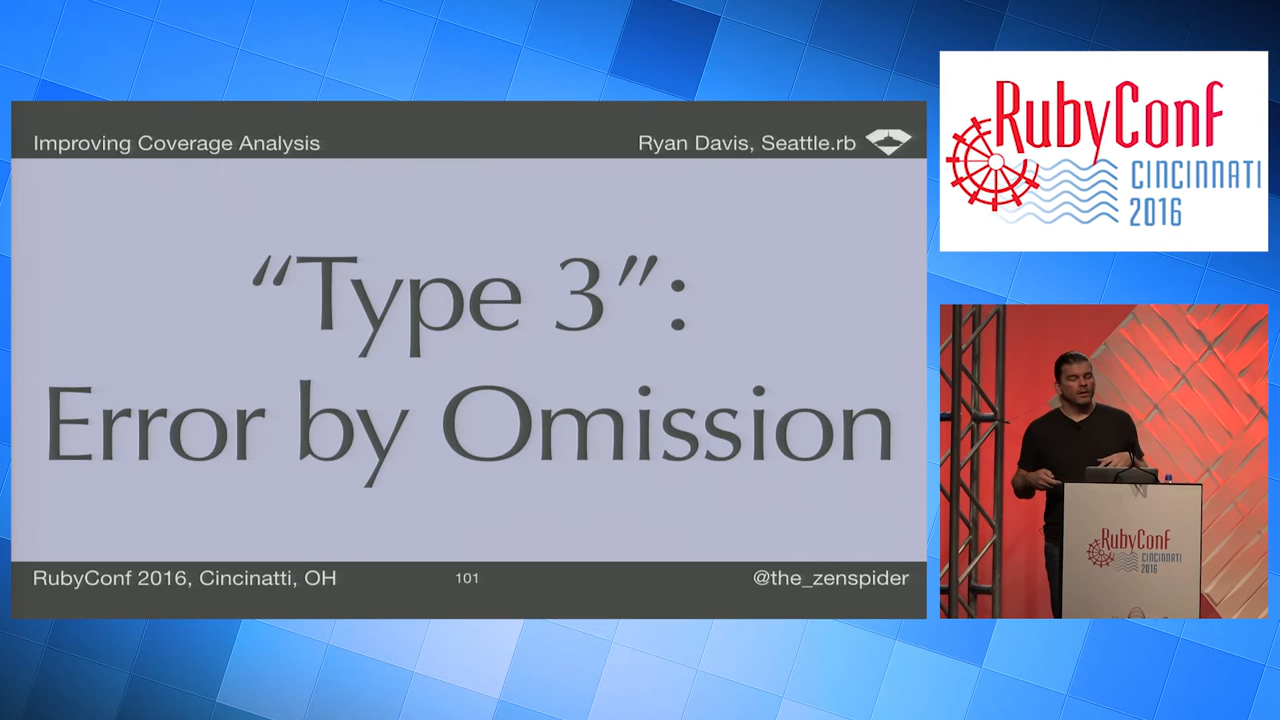 Improving Coverage Analysis
Ryan Davis, Seattle.rb
“Type 3”:
Error by Omission
RubyConf 2016, Cincinatti, OH
101
@the_zenspider
RubyConf
CINCINNATI
2016
RubyConf
CINCINNATI
2016